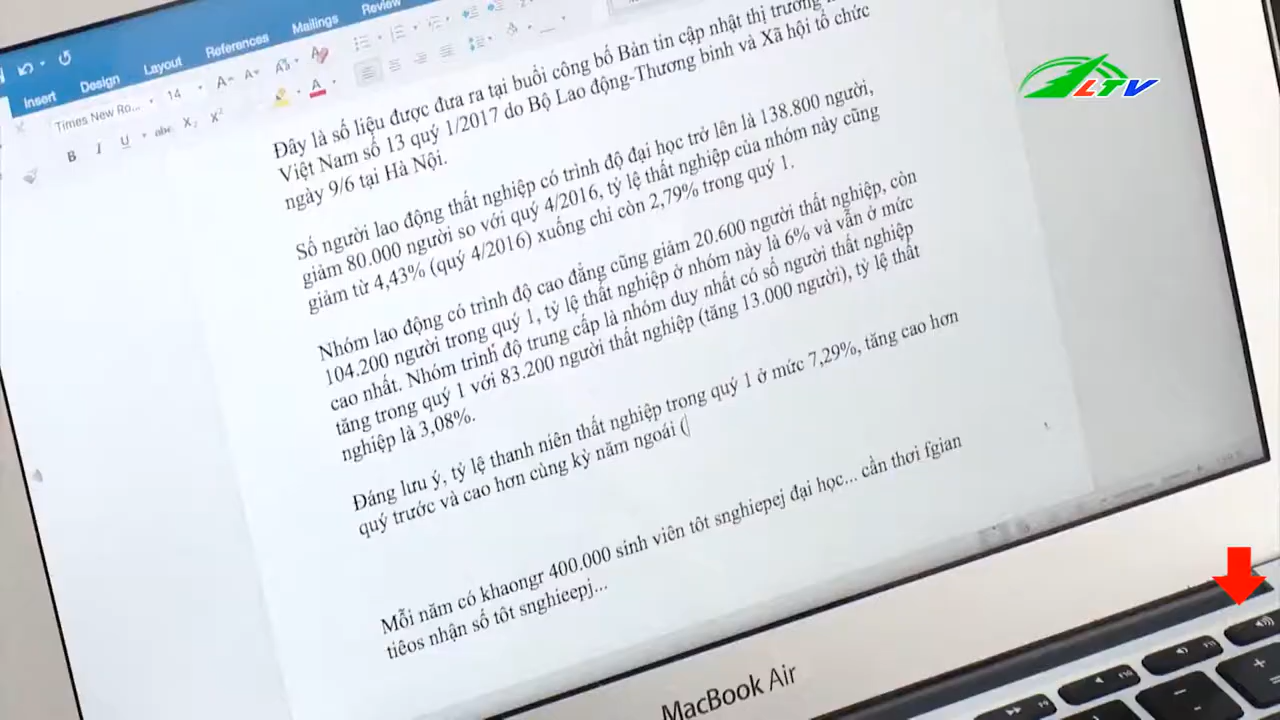 Review
Mailings
References
Layout
Design
Insert
Times New Ro...
14
A
A
B I U abc X₂ X²
A
LTV
Đây là số liệu được đưa ra tại buổi công bố Bản tin cập nhật thị trường
Việt Nam số 13 quý 1/2017 do Bộ Lao động-Thương binh và Xã hội tổ chức
ngày 9/6 tại Hà Nội.
Số người lao động thất nghiệp có trình độ đại học trở lên là 138.800 người,
giảm 80.000 người so với quý 4/2016, tỷ lệ thất nghiệp của nhóm này cũng
giảm từ 4,43% (quý 4/2016) xuống chỉ còn 2,79% trong quý 1.
Nhóm lao động có trình độ cao đẳng cũng giảm 20.600 người thất nghiệp, còn
104.200 người trong quý 1, tỷ lệ thất nghiệp ở nhóm này là 6% và vẫn ở mức
cao nhất. Nhóm trình độ trung cấp là nhóm duy nhất có số người thất nghiệp
tăng trong quý 1 với 83.200 người thất nghiệp (tăng 13.000 người), tỷ lệ thất
nghiệp là 3,08%.
Đáng lưu ý, tỷ lệ thanh niên thất nghiệp trong quý 1 ở mức 7,29%, tăng cao hơn
quý trước và cao hơn cùng kỳ năm ngoái (
Mỗi năm có khaongr 400.000 sinh viên tôt snghiepej đại học... cần thơi fgian
tiêos nhận số tôt snghieepj...
MacBook Air